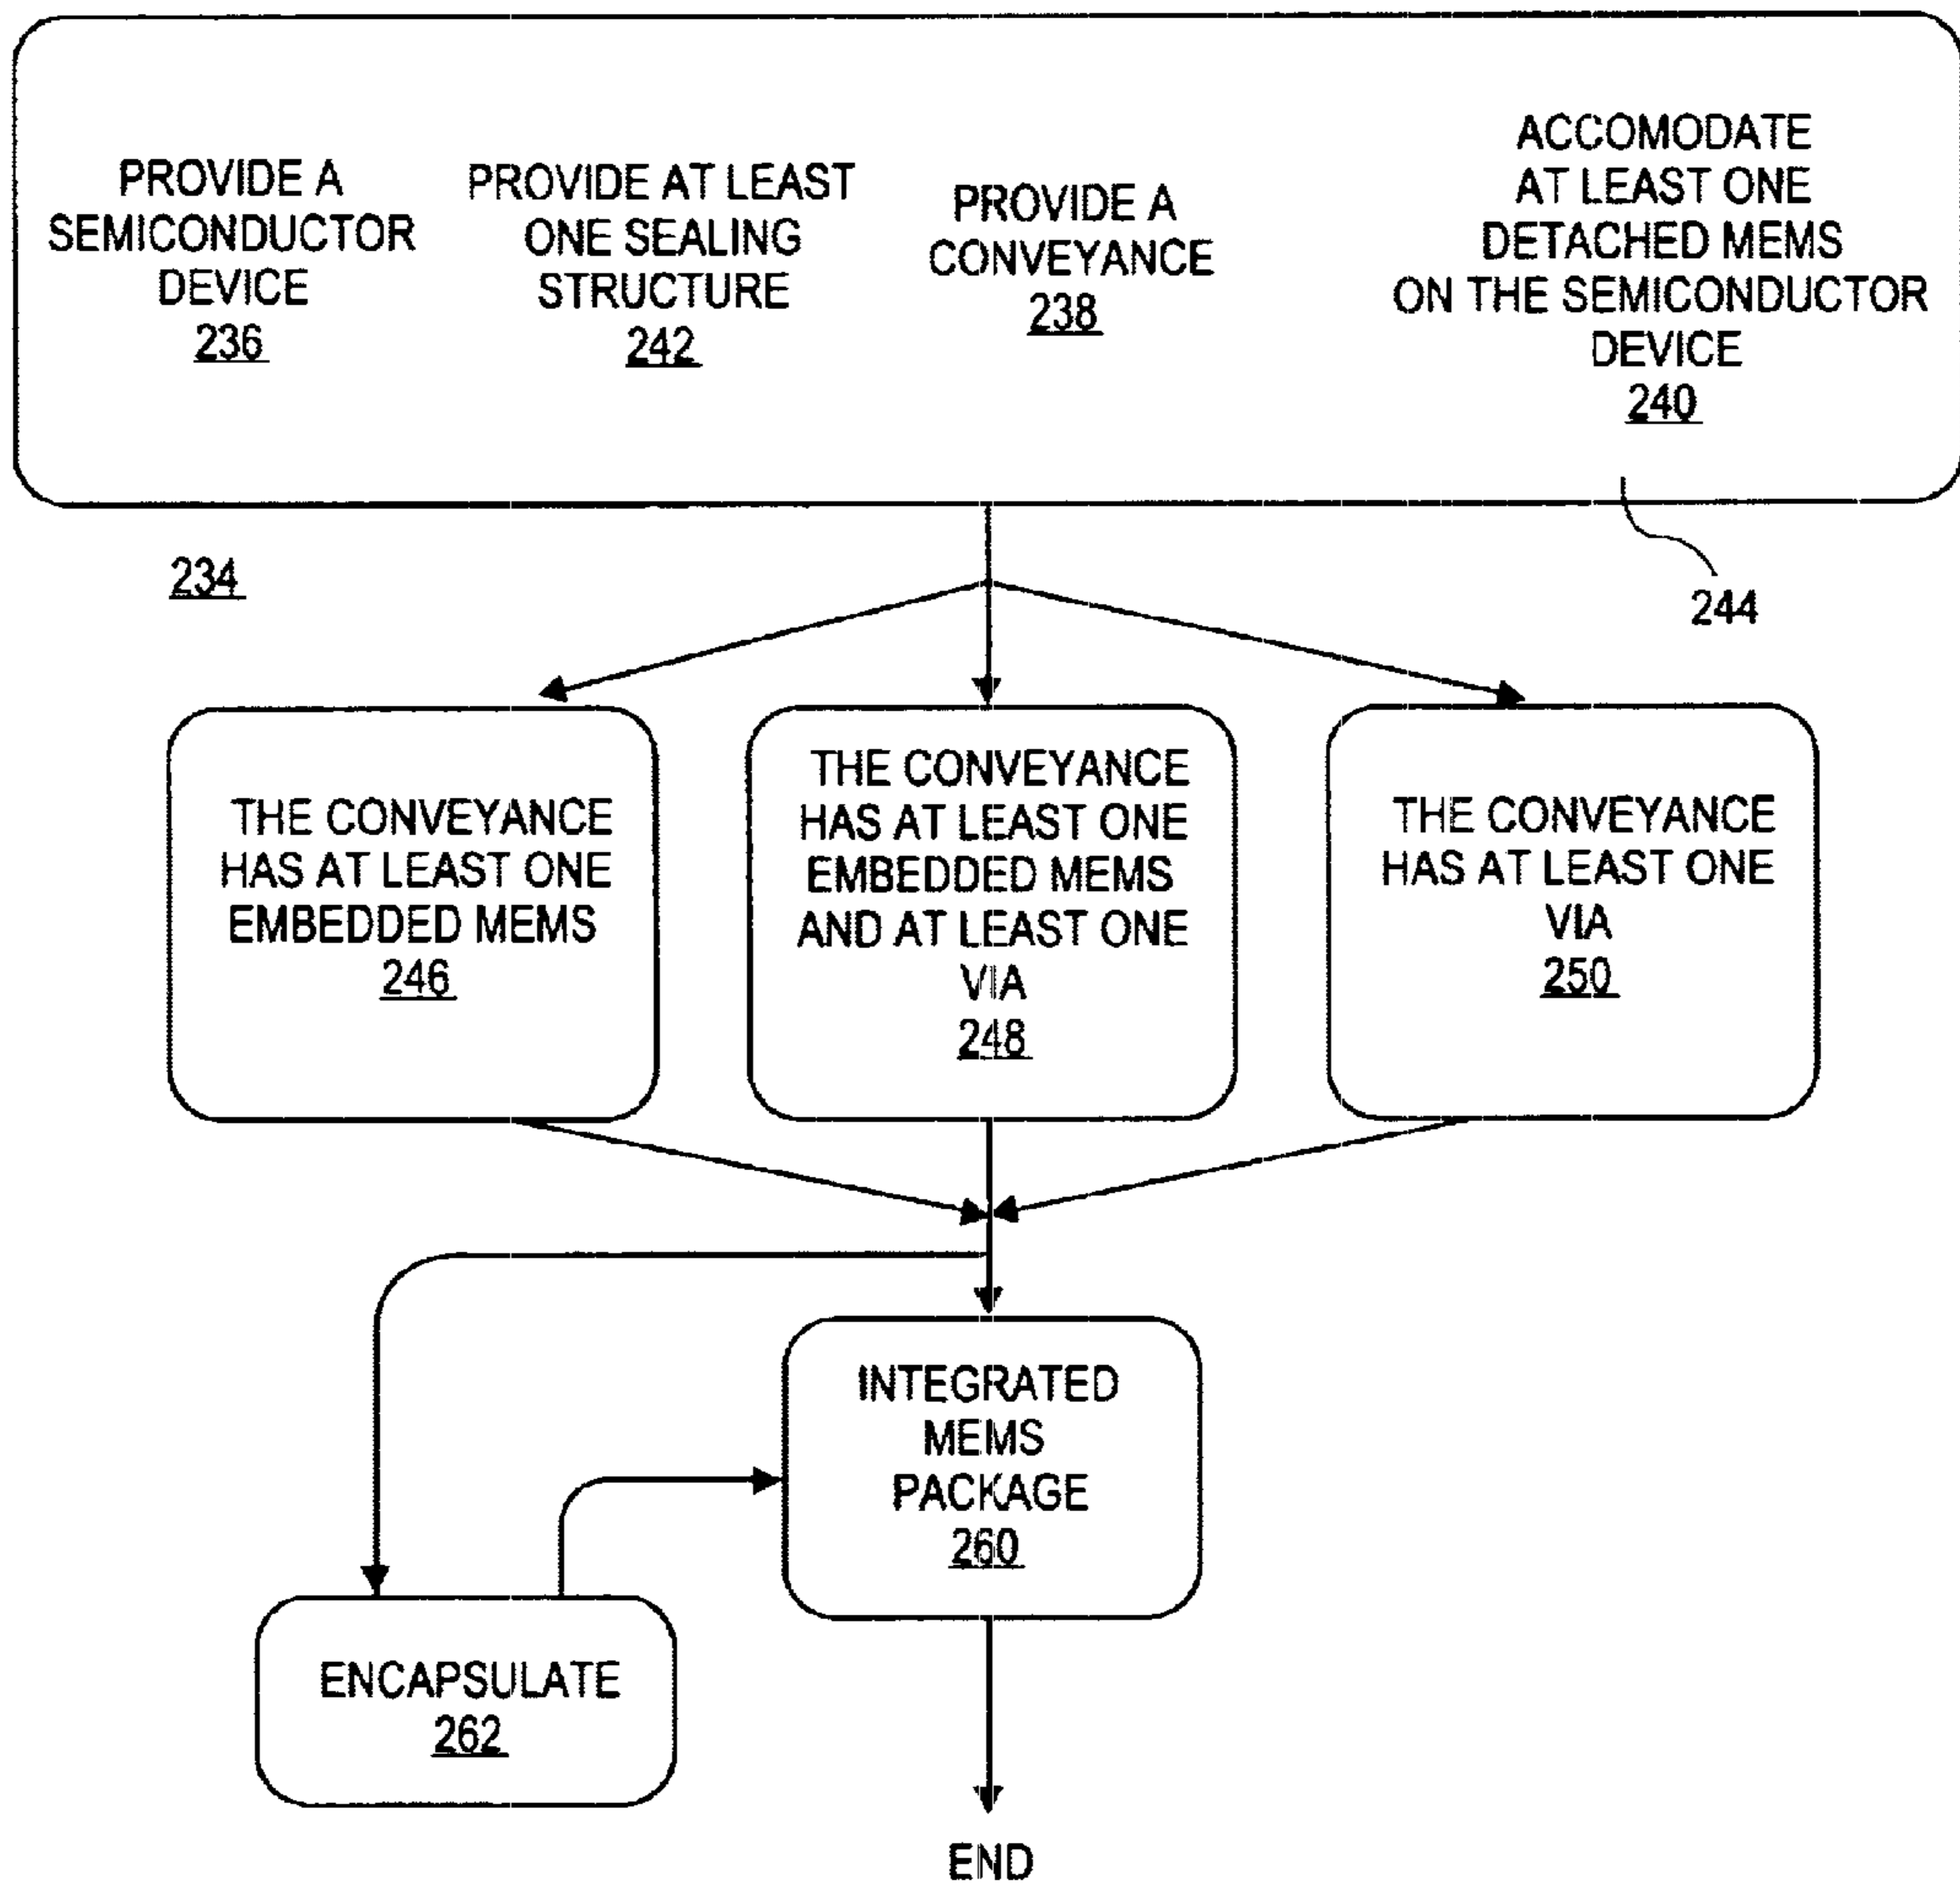 PROVIDE A
SEMICONDUCTOR
DEVICE
236
PROVIDE AT LEAST
ONE SEALING
STRUCTURE
242
PROVIDE A
CONVEYANCE
238
ACCOMODATE
AT LEAST ONE
DETACHED MEMS
ON THE SEMICONDUCTOR
DEVICE
240
234
244
THE CONVEYANCE
HAS AT LEAST ONE
EMBEDDED MEMS
246
THE CONVEYANCE
HAS AT LEAST ONE
EMBEDDED MEMS
AND AT LEAST ONE
VIA
248
THE CONVEYANCE
HAS AT LEAST ONE
VIA
250
INTEGRATED
MEMS
PACKAGE
260
ENCAPSULATE
262
END